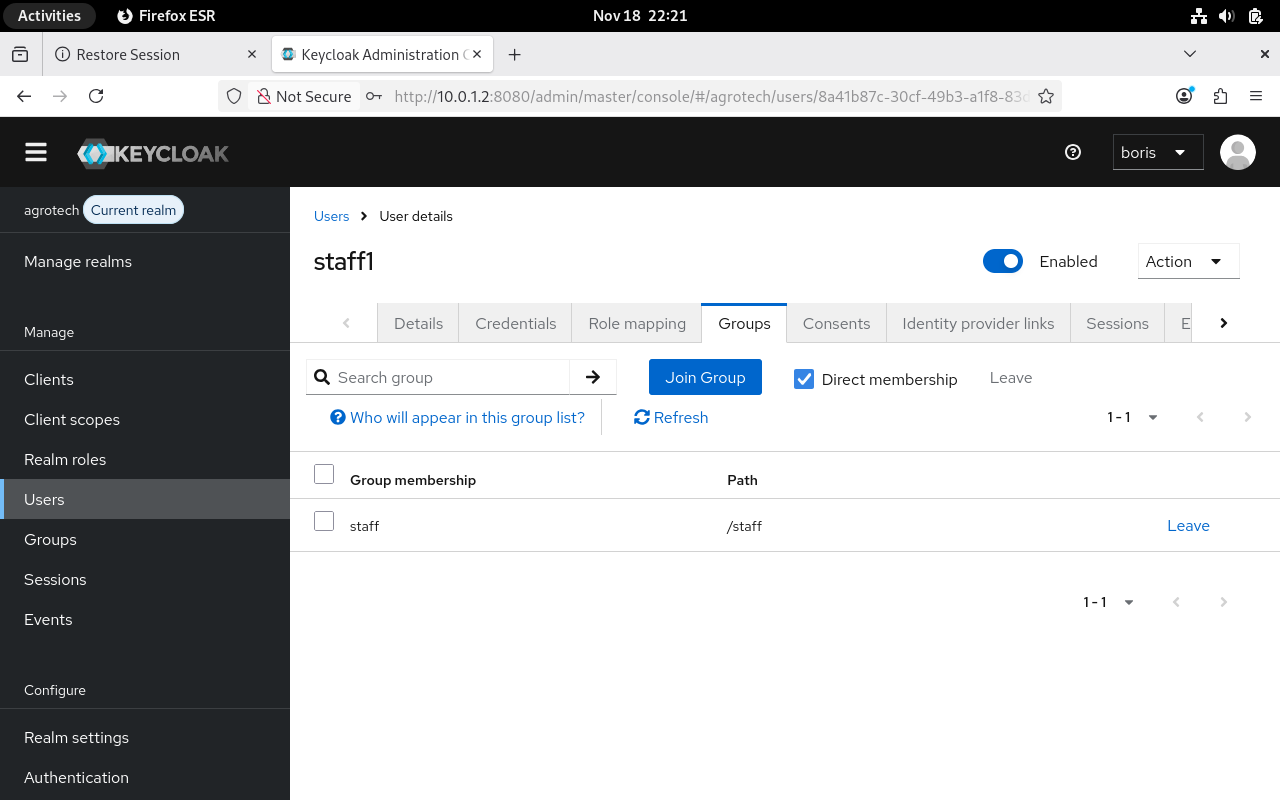 Activities
Firefox ESR
Nov 18 22:21
Restore Session
Keycloak Administration
Not Secure
http://10.0.1.2:8080/admin/master/console/#/agrotech/users/8a41b87c-30cf-49b3-a1f8-83d
KEYCLOAK
boris
agrotech Current realm
Manage realms
Manage
Clients
Client scopes
Realm roles
Users
Groups
Sessions
Events
Configure
Realm settings
Authentication
Users > User details
staff1
Enabled
Action
Details
Credentials
Role mapping
Groups
Consents
Identity provider links
Sessions
E
Search group
Join Group
Direct membership
Leave
Who will appear in this group list?
Refresh
1 - 1
Group membership
Path
staff
/staff
Leave
1 - 1